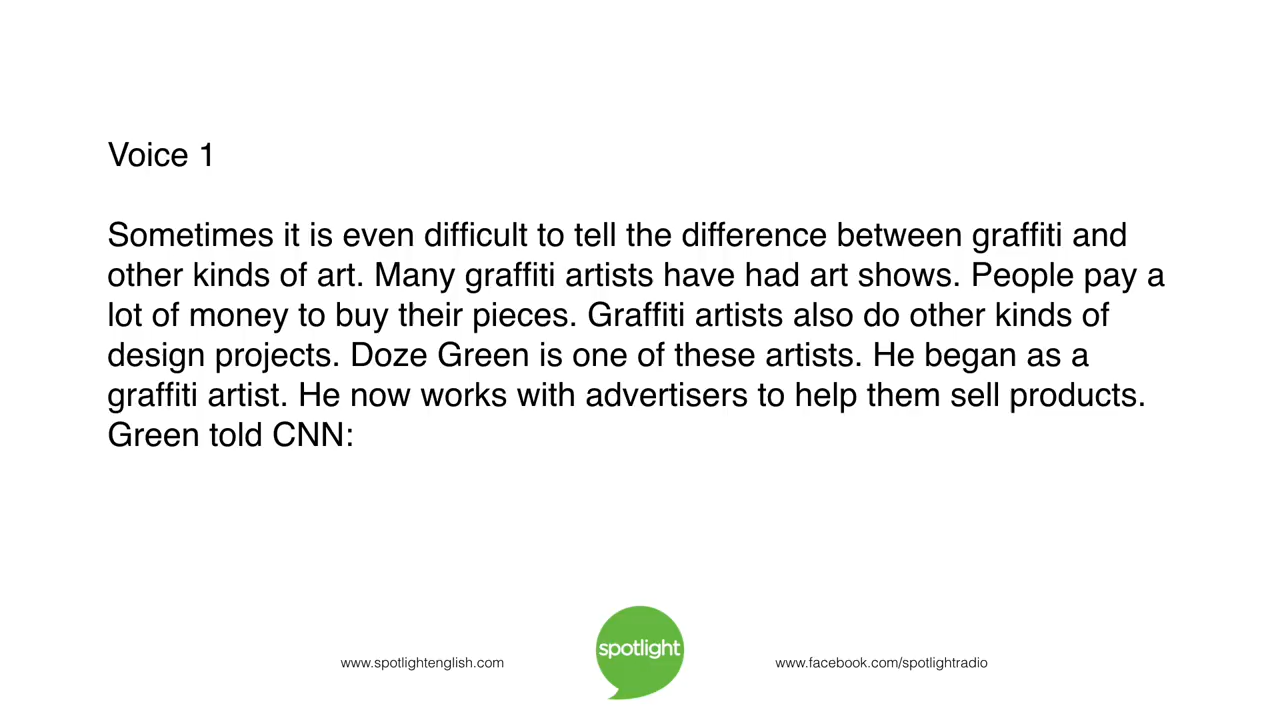 Voice 1
Sometimes it is even difficult to tell the difference between graffiti and
other kinds of art. Many graffiti artists have had art shows. People pay a
lot of money to buy their pieces. Graffiti artists also do other kinds of
design projects. Doze Green is one of these artists. He began as a
graffiti artist. He now works with advertisers to help them sell products.
Green told CNN:
www.spotlightenglish.com
spotlight
www.facebook.com/spotlightradio